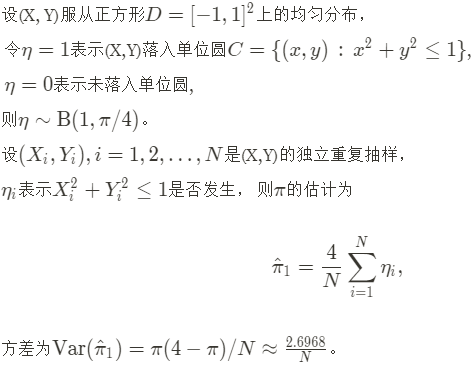 设(X, Y)服从正方形$D = [-1, 1]^2$上的均匀分布，
令$\eta = 1$表示(X,Y)落入单位圆$C = \{(x, y) : x^2 + y^2 \leq 1\}$,
$\eta = 0$表示未落入单位圆,
则$\eta \sim \mathrm{B}(1, \pi/4)$。
设$(X_i, Y_i), i = 1, 2, \ldots, N$是(X,Y)的独立重复抽样，
$\eta_i$表示$X_i^2 + Y_i^2 \leq 1$是否发生， 则$\pi$的估计为
$\hat{\pi}_1 = \frac{4}{N} \sum_{i=1}^{N} \eta_i,$
方差为$\mathrm{Var}(\hat{\pi}_1) = \pi(4 - \pi)/N \approx \frac{2.6968}{N}$。